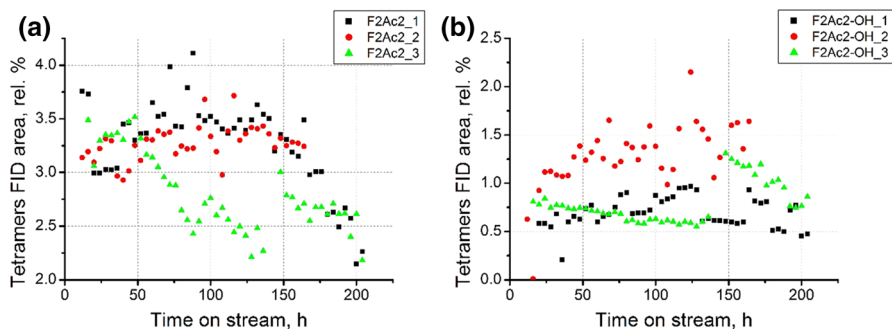 (a)
F2Ac2_1
F2Ac2_2
F2Ac2_3
Tetramers FID area, rel. %
4.0
3.5
3.0
2.5
2.0
0 50 100 150 200
Time on stream, h
(b)
F2Ac2-OH_1
F2Ac2-OH_2
F2Ac2-OH_3
Tetramers FID area, rel. %
2.5
2.0
1.5
1.0
0.5
0.0
0 50 100 150 200
Time on stream, h